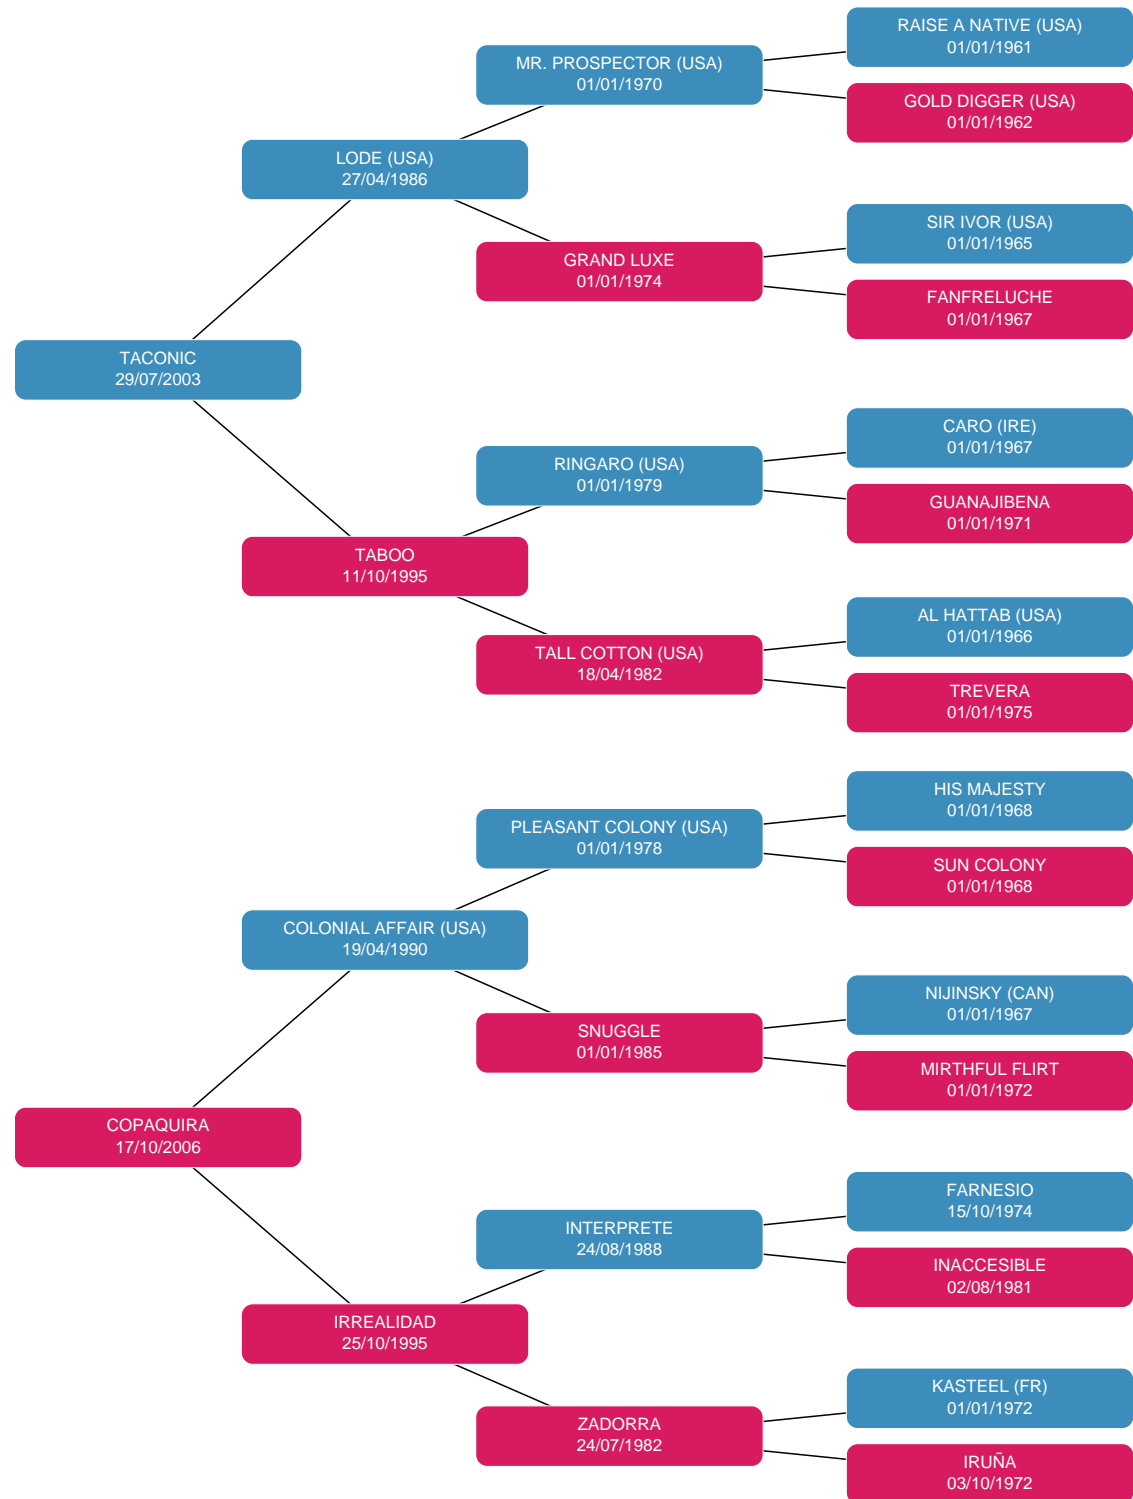 RAISE A NATIVE (USA)
01/01/1961
MR. PROSPECTOR (USA)
01/01/1970
GOLD DIGGER (USA)
01/01/1962
LODE (USA)
27/04/1986
SIR IVOR (USA)
01/01/1965
GRAND LUXE
01/01/1974
FANFRELUCHE
01/01/1967
TACONIC
29/07/2003
CARO (IRE)
01/01/1967
RINGARO (USA)
01/01/1979
GUANAJIBENA
01/01/1971
TABOO
11/10/1995
AL HATTAB (USA)
01/01/1966
TALL COTTON (USA)
18/04/1982
TREVERA
01/01/1975
HIS MAJESTY
01/01/1968
PLEASANT COLONY (USA)
01/01/1978
SUN COLONY
01/01/1968
COLONIAL AFFAIR (USA)
19/04/1990
NIJINSKY (CAN)
01/01/1967
SNUGGLE
01/01/1985
MIRTHFUL FLIRT
01/01/1972
COPAQUIRA
17/10/2006
FARNESIO
15/10/1974
INTERPRETE
24/08/1988
INACCESIBLE
02/08/1981
IRREALIDAD
25/10/1995
KASTEEL (FR)
01/01/1972
ZADORRA
24/07/1982
IRUÑA
03/10/1972